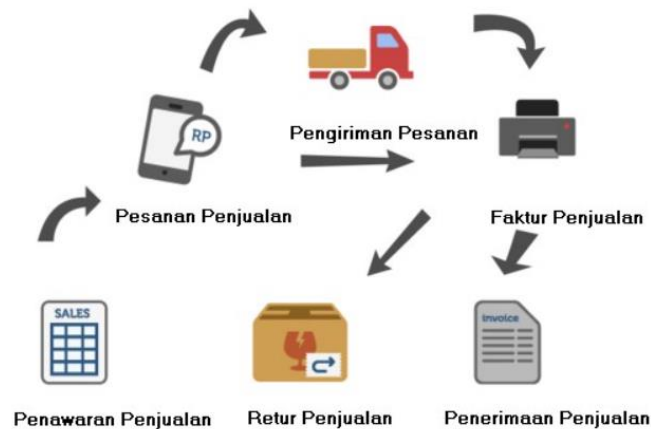 Pengiriman Pesanan
RP
Pesanan Penjualan
Faktur Penjualan
SALES
Invoice
Penawaran Penjualan
Retur Penjualan
Penerimaan Penjualan